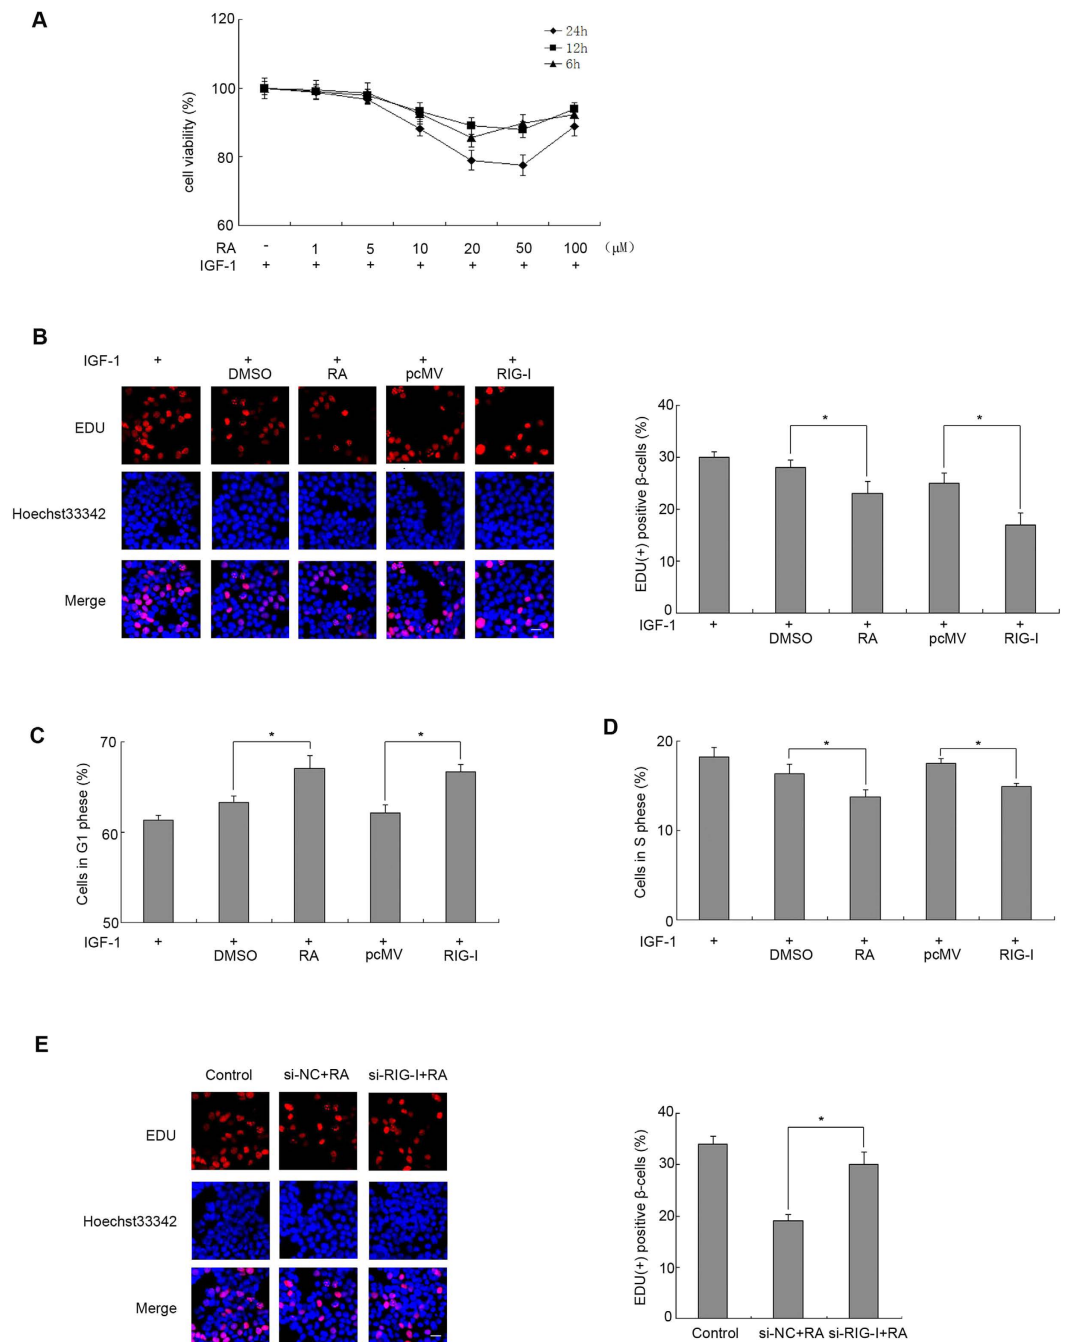 A
120
100
80
60
cell viability (%)
24h
12h
6h
RA - 1 5 10 20 50 100 (μM)
IGF-1 + + + + + + +
B
IGF-1 + + + + +
DMSO RA pcMV RIG-I
EDU
Hoechst33342
Merge
40
30
20
10
0
EDU(+) positive β-cells (%)
* *
IGF-1 + + + + +
DMSO RA pcMV RIG-I
C
70
60
50
Cells in G1 phese (%)
* *
IGF-1 + + + + +
DMSO RA pcMV RIG-I
D
20
10
0
Cells in S phese (%)
* *
IGF-1 + + + + +
DMSO RA pcMV RIG-I
E
Control si-NC+RA si-RIG-I+RA
EDU
Hoechst33342
Merge
40
30
20
10
0
EDU(+) positive β-cells (%)
*
Control si-NC+RA si-RIG-I+RA